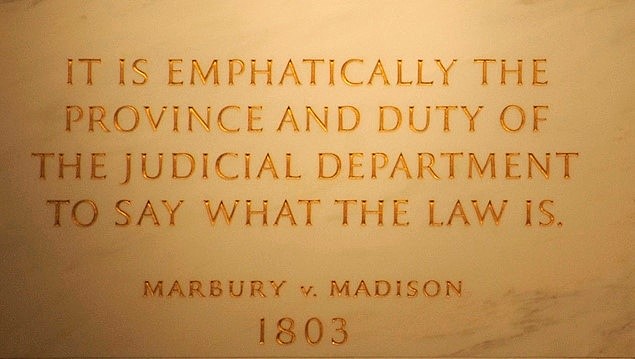 IT IS EMPHATICALLY THE
PROVINCE AND DUTY OF
THE JUDICIAL DEPARTMENT
TO SAY WHAT THE LAW IS.
MARBURY v. MADISON
1803